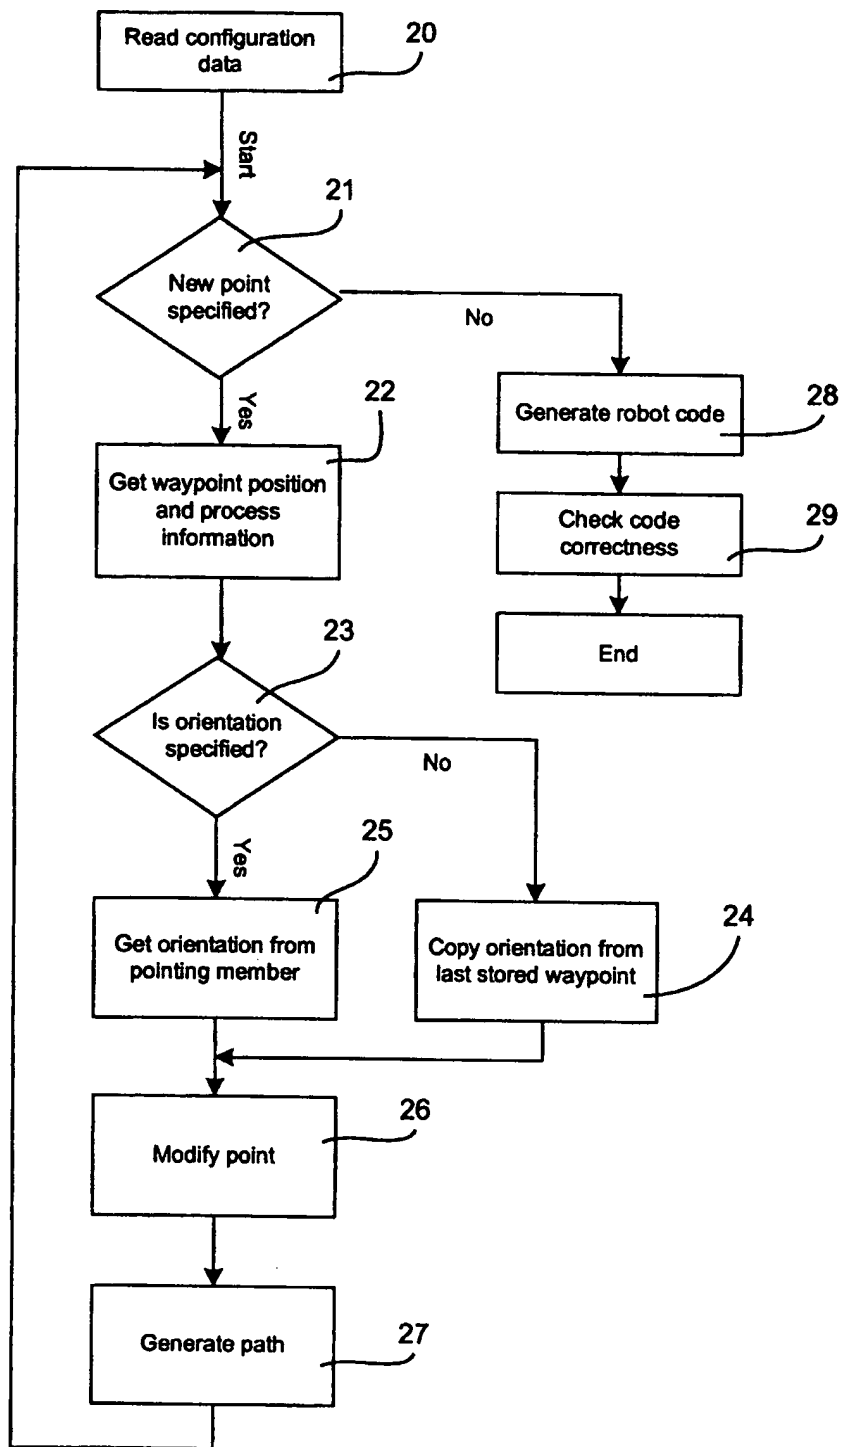 Read configuration
data
20
Start
21
New point
specified?
No
Yes
22
Get waypoint position
and process
information
28
Generate robot code
Check code
correctness
29
End
23
Is orientation
specified?
No
Yes
25
Get orientation from
pointing member
24
Copy orientation from
last stored waypoint
26
Modify point
27
Generate path